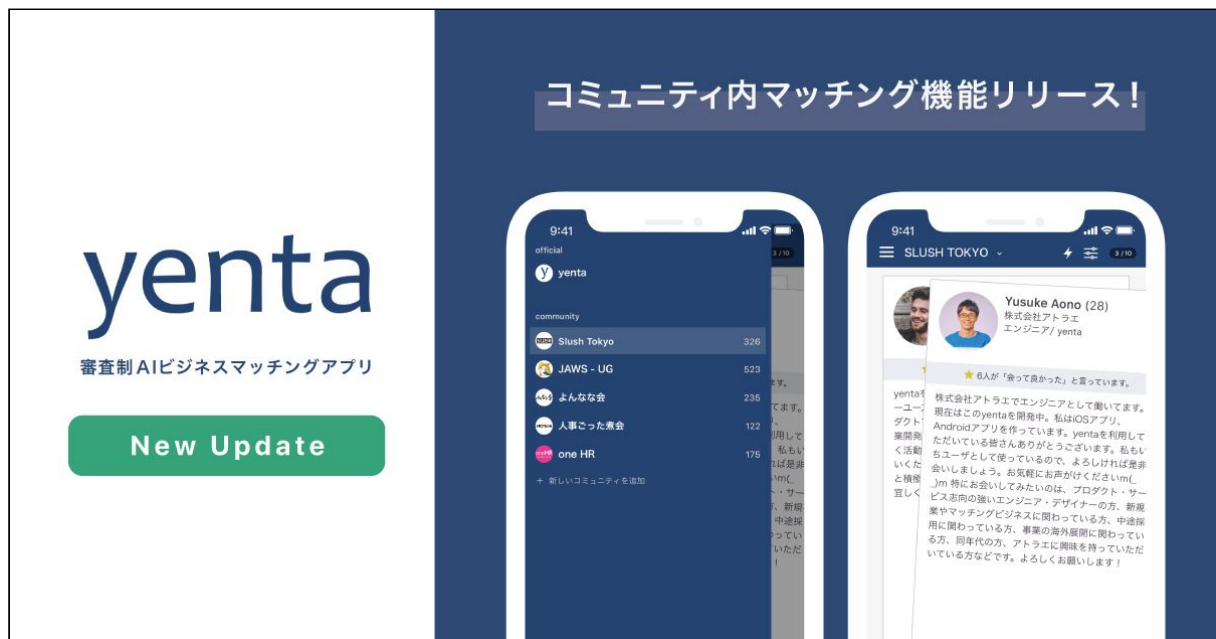 yenta
審査制AIビジネスマッチングアプリ
New Update
コミュニティ内マッチング機能リリース!
9:41
official
yenta
community
Slush Tokyo 326
JAWS - UG 523
よんなな会 235
人事ごった煮会 122
one HR 175
+ 新しいコミュニティを追加
3/10
9:41
SLUSH TOKYO
3/10
Yusuke Aono (28)
株式会社アトラエ
エンジニア/ yenta
6人が「会って良かった」と言っています。
株式会社アトラエでエンジニアとして働いてます。
現在はこのyentaを開発中。私はiOSアプリ、
Androidアプリを作っています。yentaを利用して
ただいている皆さんありがとうございます。私もい
ちユーザとして使っているので、よろしければ是非
会いしましょう。お気軽にお声がけくださいm(_
_)m 特にお会いしてみたいのは、プロダクト・サー
ビス志向の強いエンジニア・デザイナーの方、新規
業やマッチングビジネスに関わっている方、中途採
用に関わっている方、事業の海外展開に関わってい
る方、同年代の方、アトラエに興味を持っていただ
いている方などです。よろしくお願いします!